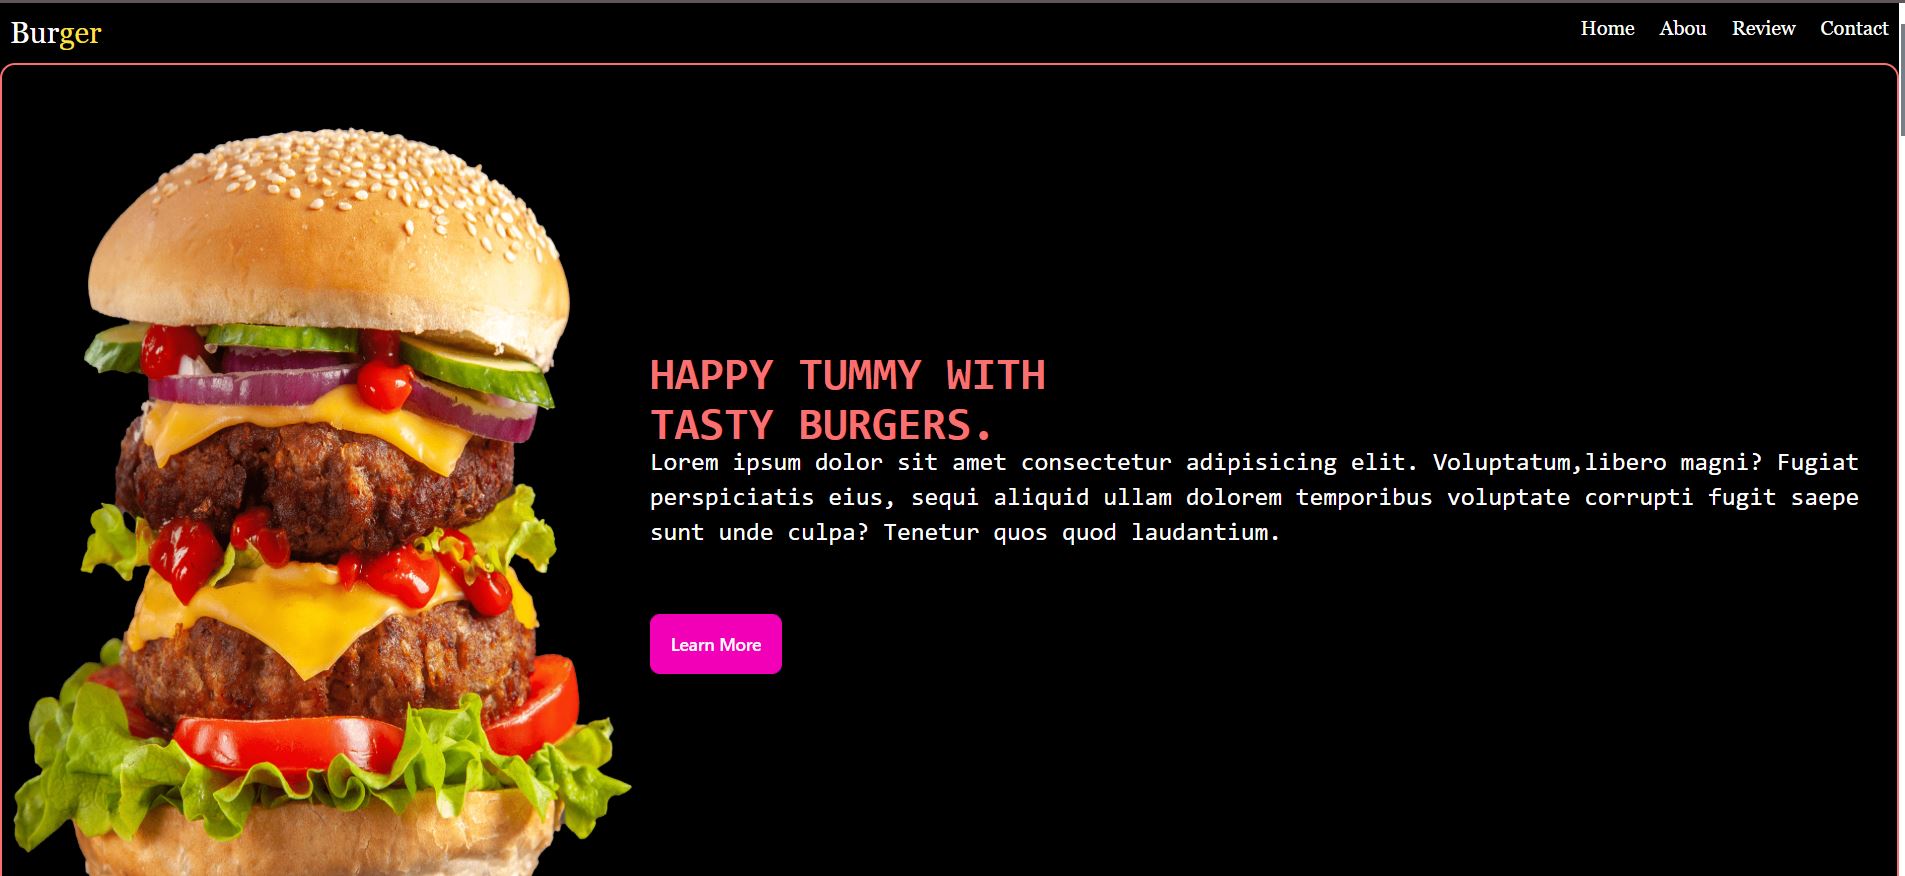 Burger
Home Abou Review Contact
HAPPY TUMMY WITH
TASTY BURGERS.
Lorem ipsum dolor sit amet consectetur adipisicing elit. Voluptatum,libero magni? Fugiat
perspiciatis eius, sequi aliquid ullam dolorem temporibus voluptate corrupti fugit saepe
sunt unde culpa? Tenetur quos quod laudantium.
Learn More